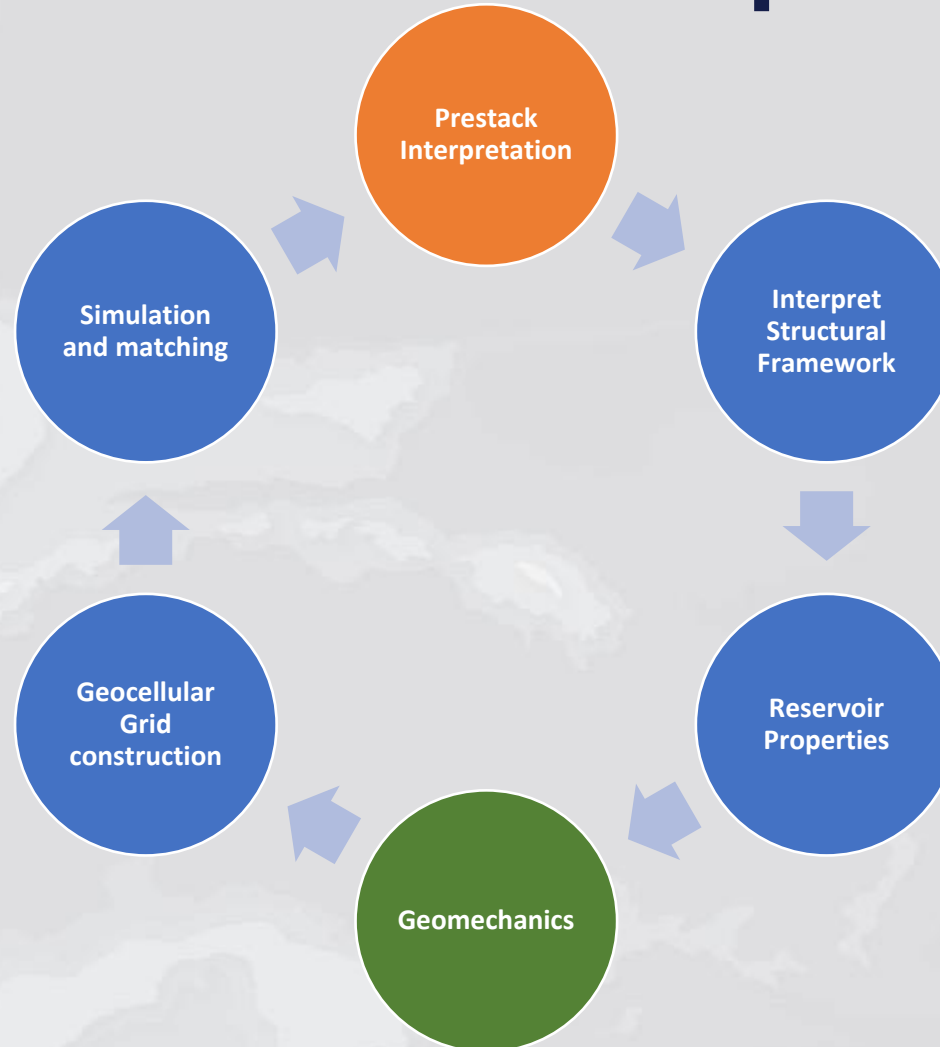 Prestack
Interpretation
Interpret
Structural
Framework
Reservoir
Properties
Geomechanics
Geocellular
Grid
construction
Simulation
and matching